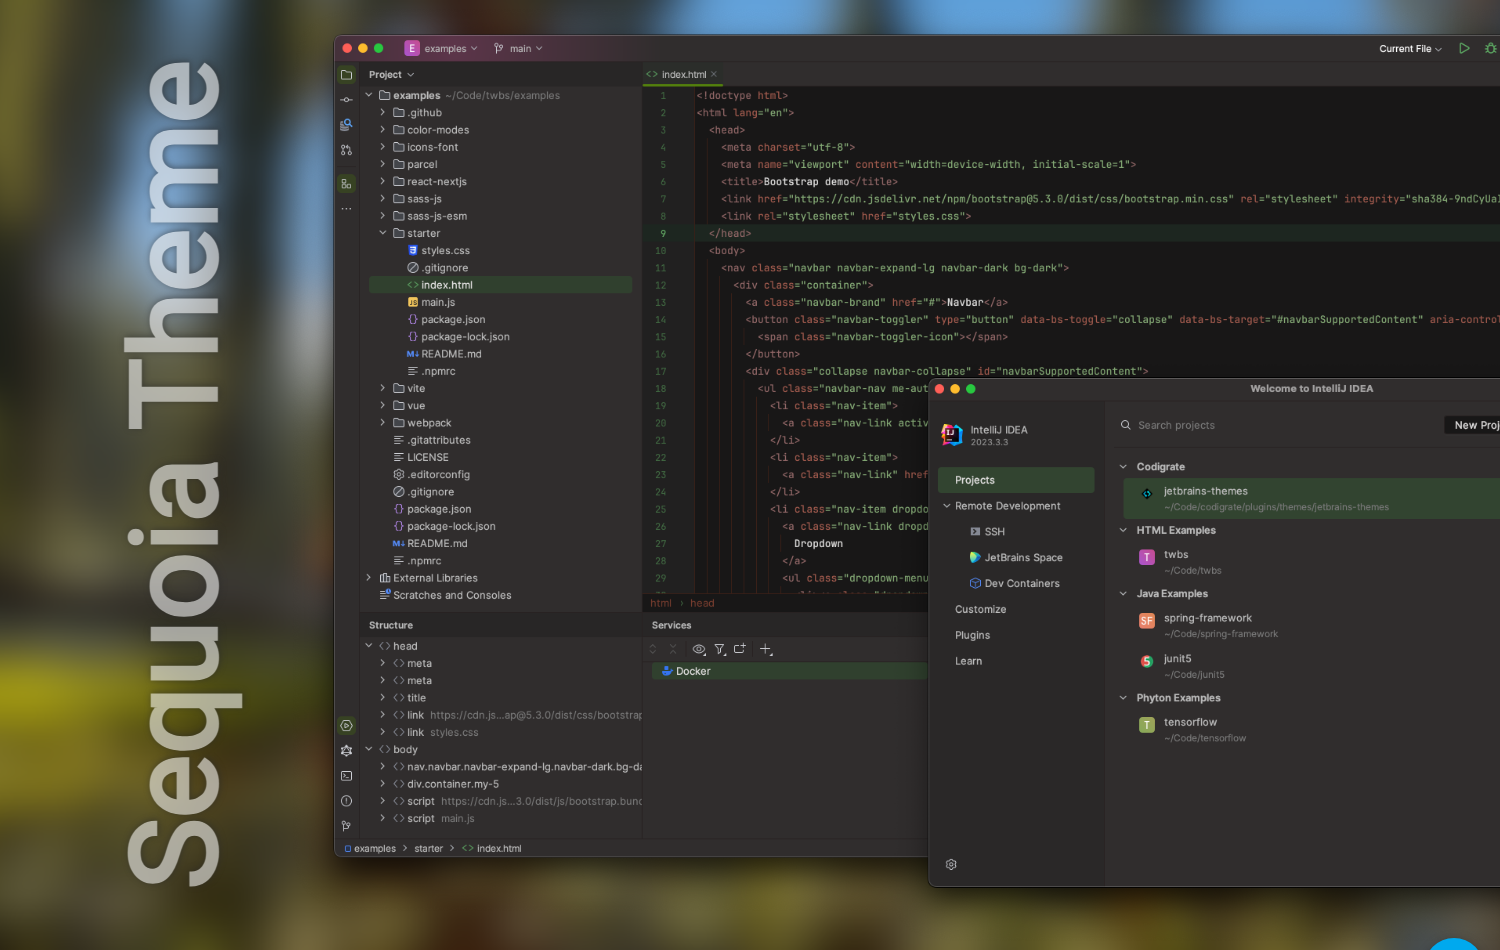 Sequoia Theme
E examples main
Current File
Project
examples ~/Code/twbs/examples
.github
color-modes
icons-font
parcel
react-nextjs
sass-js
sass-js-esm
starter
styles.css
.gitignore
index.html
JS main.js
package.json
package-lock.json
M↓ README.md
.npmrc
vite
vue
webpack
.gitattributes
LICENSE
.editorconfig
.gitignore
package.json
package-lock.json
M↓ README.md
.npmrc
External Libraries
Scratches and Consoles
<> index.html ×
1 <!doctype html>
2 <html lang="en">
3 <head>
4 <meta charset="utf-8">
5 <meta name="viewport" content="width=device-width, initial-scale=1">
6 <title>Bootstrap demo</title>
7 <link href="https://cdn.jsdelivr.net/npm/bootstrap@5.3.0/dist/css/bootstrap.min.css" rel="stylesheet" integrity="sha384-9ndCyUa
8 <link rel="stylesheet" href="styles.css">
9 </head>
10 <body>
11 <nav class="navbar navbar-expand-lg navbar-dark bg-dark">
12 <div class="container">
13 <a class="navbar-brand" href="#">Navbar</a>
14 <button class="navbar-toggler" type="button" data-bs-toggle="collapse" data-bs-target="#navbarSupportedContent" aria-control
15 <span class="navbar-toggler-icon"></span>
16 </button>
17 <div class="collapse navbar-collapse" id="navbarSupportedContent">
18 <ul class="navbar-nav me-aut
19 <li class="nav-item">
20 <a class="nav-link activ
21 </li>
22 <li class="nav-item">
23 <a class="nav-link" href
24 </li>
25 <li class="nav-item dropdo
26 <a class="nav-link dropd
27 Dropdown
28 </a>
29 <ul class="dropdown-menu
html › head
Structure
<> head
<> meta
<> meta
<> title
<> link https://cdn.js...ap@5.3.0/dist/css/bootstrap
<> link styles.css
<> body
<> nav.navbar.navbar-expand-lg.navbar-dark.bg-da
<> div.container.my-5
<> script https://cdn.js...3.0/dist/js/bootstrap.bund
<> script main.js
Services
Docker
examples > starter > <> index.html
Welcome to IntelliJ IDEA
IJ IntelliJ IDEA
2023.3.3
Projects
Remote Development
SSH
JetBrains Space
Dev Containers
Customize
Plugins
Learn
Search projects
New Proj
Codigrate
jetbrains-themes
~/Code/codigrate/plugins/themes/jetbrains-themes
HTML Examples
T twbs
~/Code/twbs
Java Examples
SF spring-framework
~/Code/spring-framework
junit5
~/Code/junit5
Phyton Examples
T tensorflow
~/Code/tensorflow